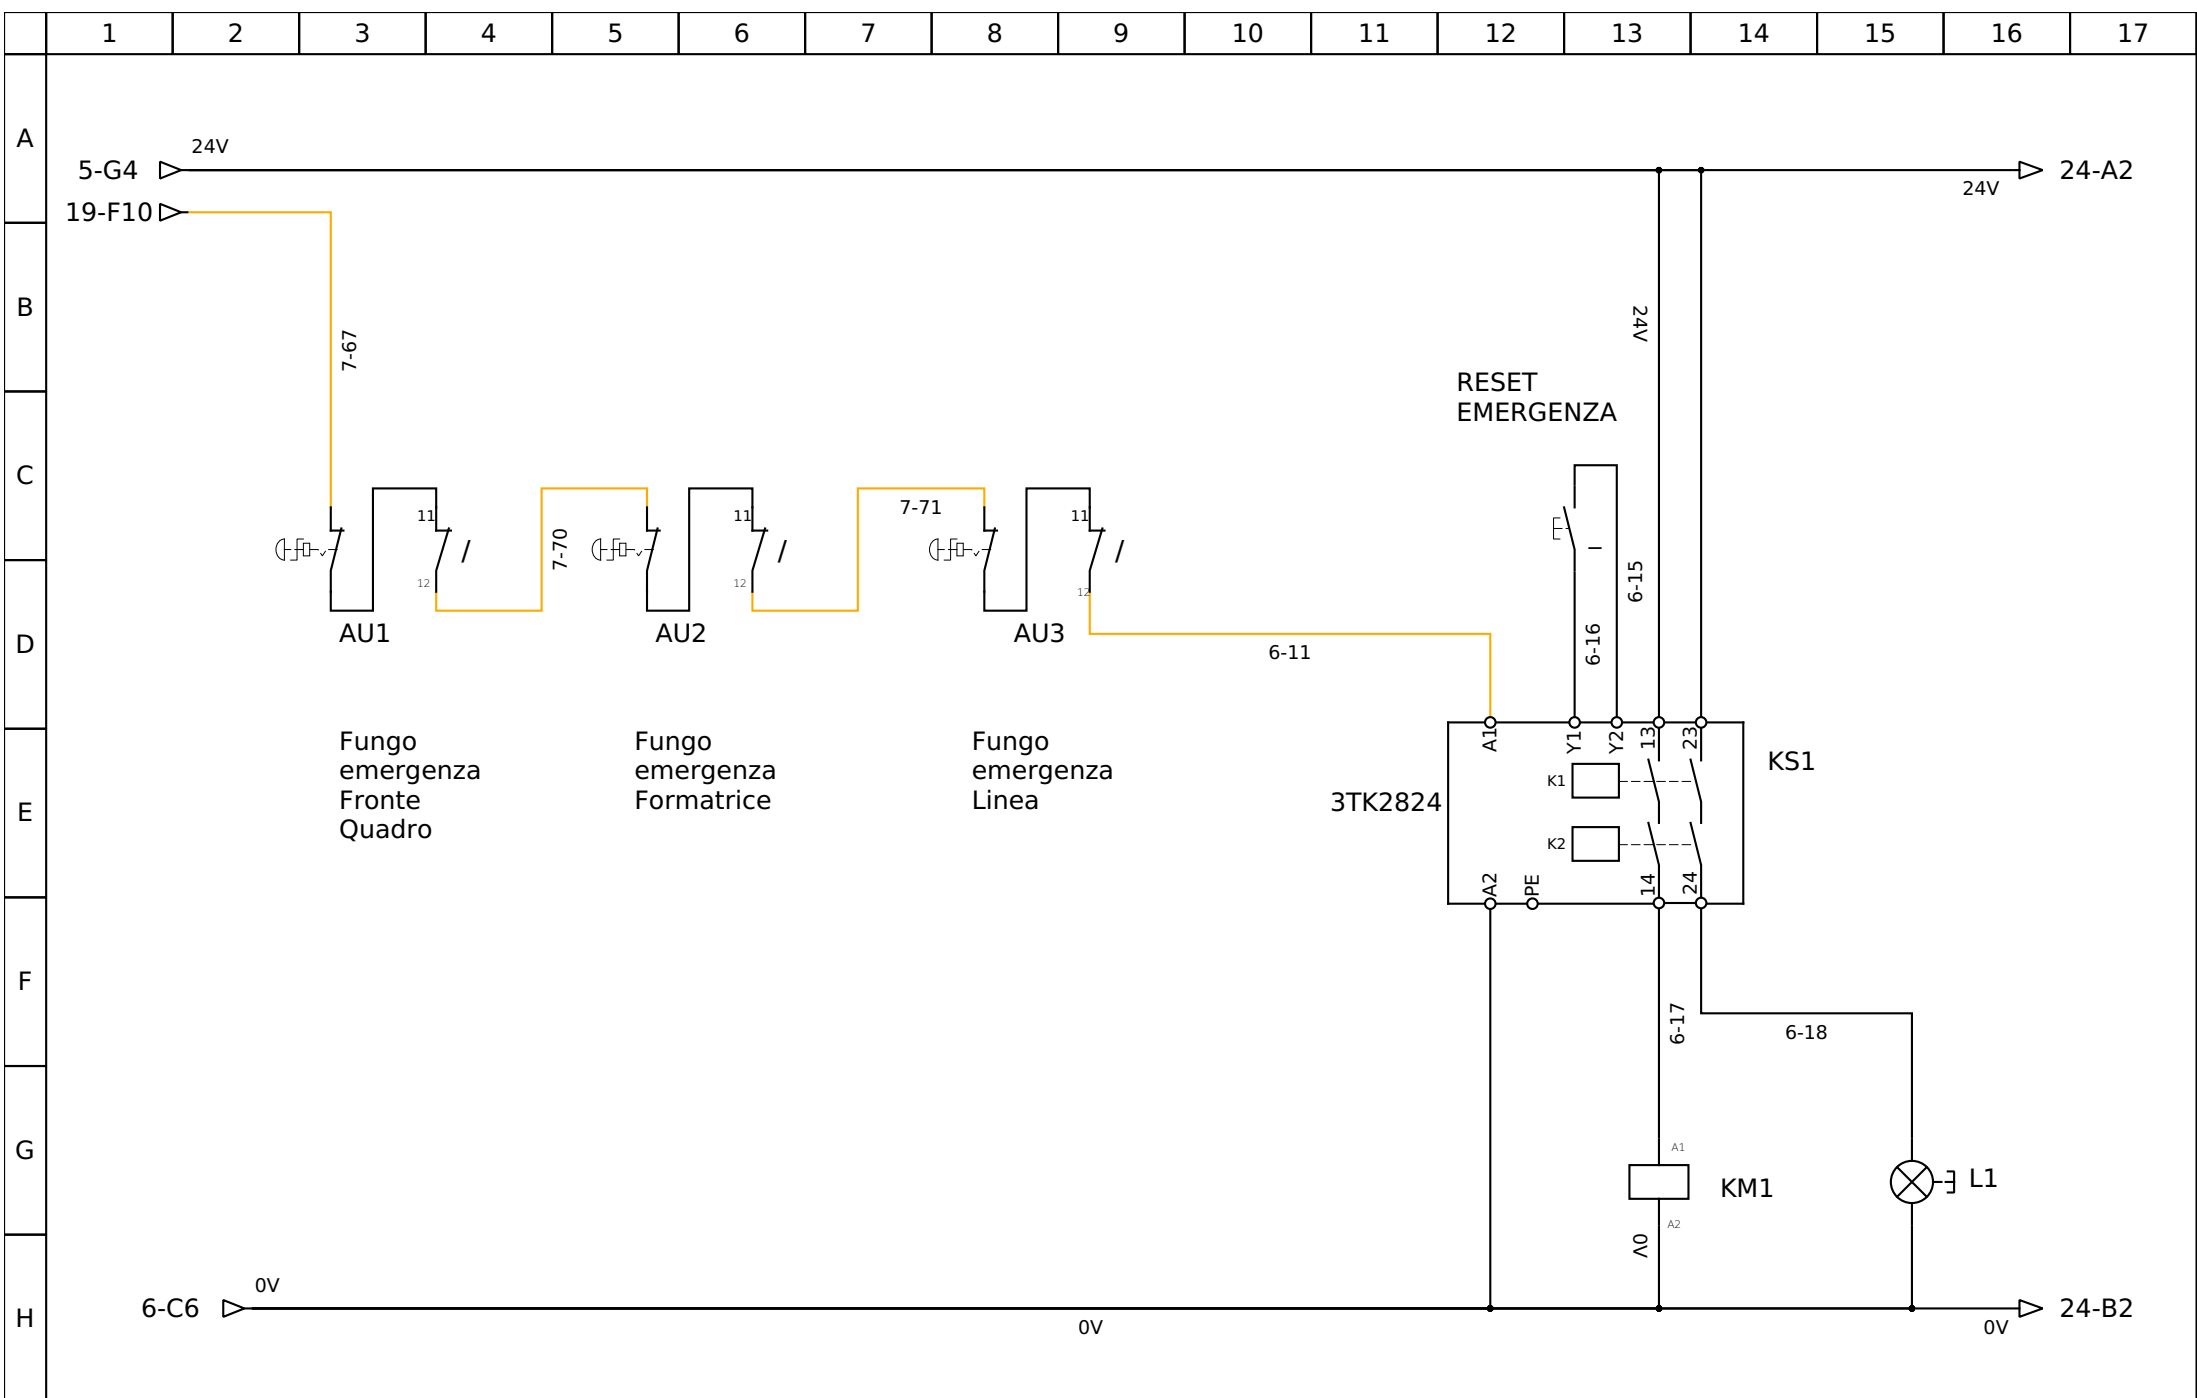 1 2 3 4 5 6 7 8 9 10 11 12 13 14 15 16 17
A
24V
5-G4
24-A2
24V
19-F10
B
7-67
24V
RESET
EMERGENZA
C
11
11
7-71
11
7-70
/
/
/
12
12
12
6-15
6-16
D
AU1
AU2
AU3
6-11
Fungo
emergenza
Fronte
Quadro
Fungo
emergenza
Formatrice
Fungo
emergenza
Linea
A1
Y1
Y2
13
23
KS1
K1
E
3TK2824
K2
A2
PE
14
24
F
6-17
6-18
G
A1
KM1
L1
A2
0V
0V
6-C6
24-B2
H
0V
0V